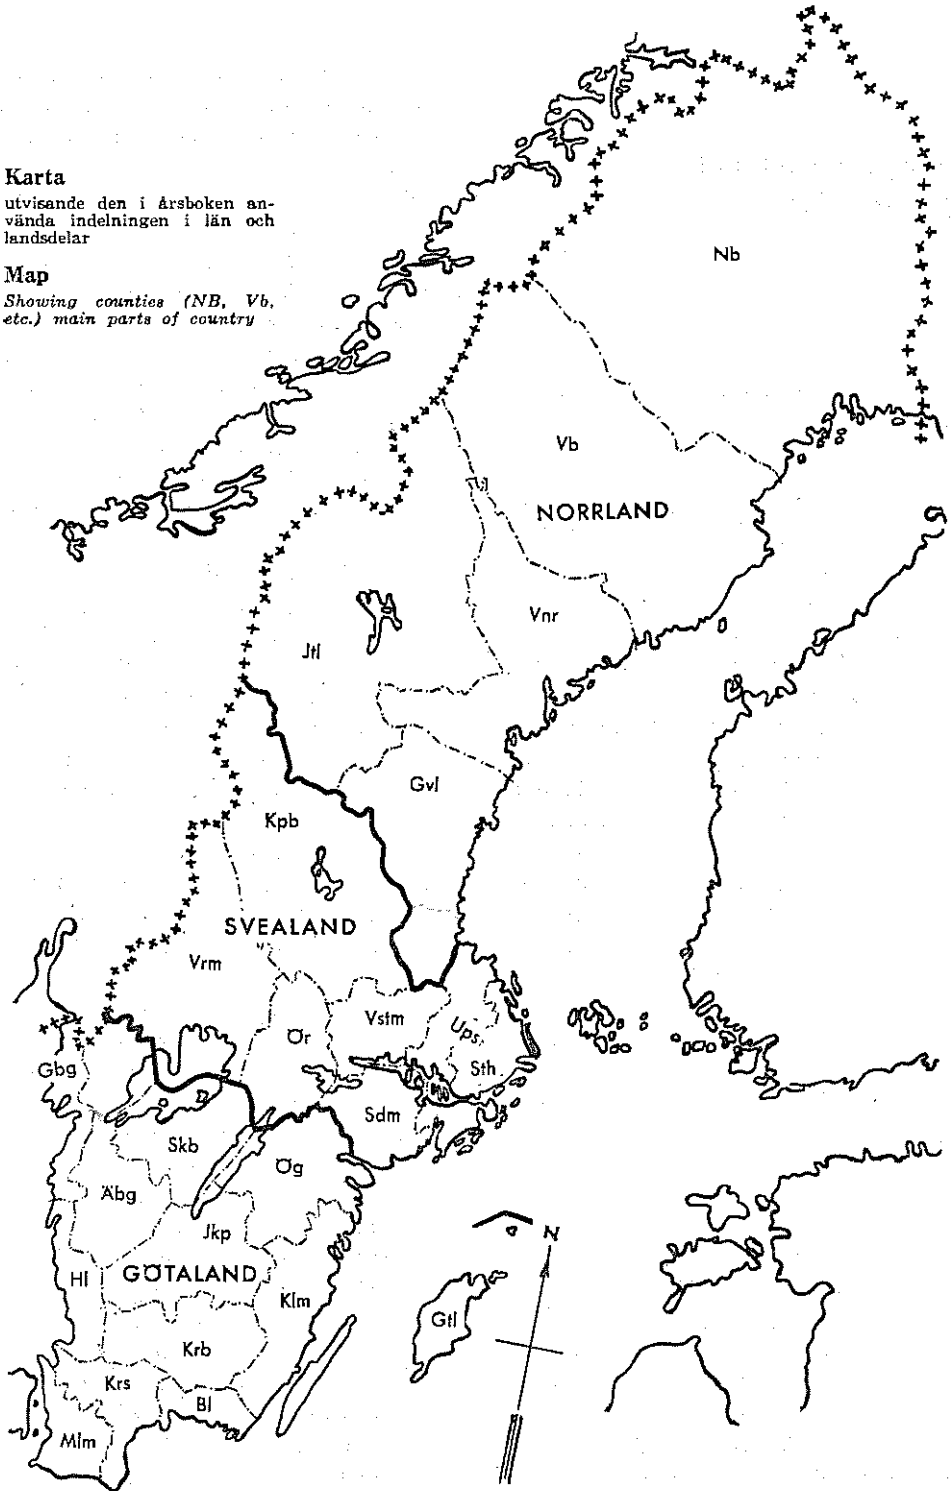 Karta
utvisande den i årsboken an-
vända indelningen i län och
landsdelar
Map
Showing counties (NB, Vb,
etc.) main parts of country
Nb
Vb
NORRLAND
Vnr
Jtl
Gvl
Kpb
SVEALAND
Vrm
Vstm
Ör
Ups.
Sth
Gbg
Sdm
Skb
Ög
Äbg
Jkp
N
Hl
GÖTALAND
Klm
Gtl
Krb
Krs
Bl
Mlm